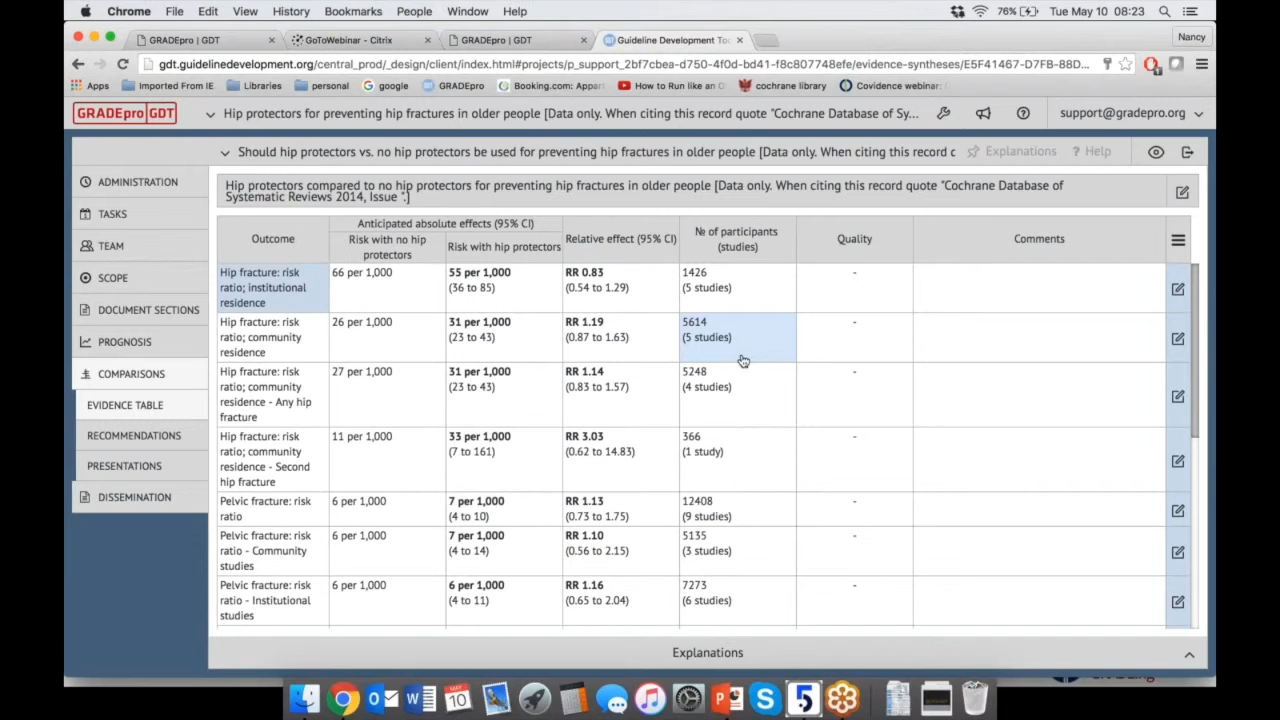 Chrome File Edit View History Bookmarks People Window Help 76% Tue May 10 08:23
GRADEpro | GDT GoToWebinar - Citrix GRADEpro | GDT Guideline Development Too Nancy
gdt.guidelinedevelopment.org/central_prod/_design/client/index.html#projects/p_support_2bf7cbea-d750-4f0d-bd41-f8c807748efe/evidence-syntheses/E5F41467-D7FB-88D...
Apps Imported From IE Libraries personal google GRADEpro Booking.com: Appart How to Run like an cochrane library Covidence webinar:
GRADEpro GDT Hip protectors for preventing hip fractures in older people [Data only. When citing this record quote "Cochrane Database of Sy... support@gradepro.org
Should hip protectors vs. no hip protectors be used for preventing hip fractures in older people [Data only. When citing this record c Explanations ? Help
ADMINISTRATION
TASKS
TEAM
SCOPE
DOCUMENT SECTIONS
PROGNOSIS
COMPARISONS
EVIDENCE TABLE
RECOMMENDATIONS
PRESENTATIONS
DISSEMINATION
Hip protectors compared to no hip protectors for preventing hip fractures in older people [Data only. When citing this record quote "Cochrane Database of
Systematic Reviews 2014, Issue ".]
Outcome
Anticipated absolute effects (95% CI)
Risk with no hip
protectors
Risk with hip protectors
Relative effect (95% CI)
№ of participants
(studies)
Quality
Comments
Hip fracture: risk 66 per 1,000 55 per 1,000 RR 0.83 1426 -
ratio; institutional (36 to 85) (0.54 to 1.29) (5 studies)
residence
Hip fracture: risk 26 per 1,000 31 per 1,000 RR 1.19 5614 -
ratio; community (23 to 43) (0.87 to 1.63) (5 studies)
residence
Hip fracture: risk 27 per 1,000 31 per 1,000 RR 1.14 5248 -
ratio; community (23 to 43) (0.83 to 1.57) (4 studies)
residence - Any hip
fracture
Hip fracture: risk 11 per 1,000 33 per 1,000 RR 3.03 366 -
ratio; community (7 to 161) (0.62 to 14.83) (1 study)
residence - Second
hip fracture
Pelvic fracture: risk 6 per 1,000 7 per 1,000 RR 1.13 12408 -
ratio (4 to 10) (0.73 to 1.75) (9 studies)
Pelvic fracture: risk 6 per 1,000 7 per 1,000 RR 1.10 5135 -
ratio - Community (4 to 14) (0.56 to 2.15) (3 studies)
studies
Pelvic fracture: risk 6 per 1,000 6 per 1,000 RR 1.16 7273 -
ratio - Institutional (4 to 11) (0.65 to 2.04) (6 studies)
studies
Explanations
MAY
10
5